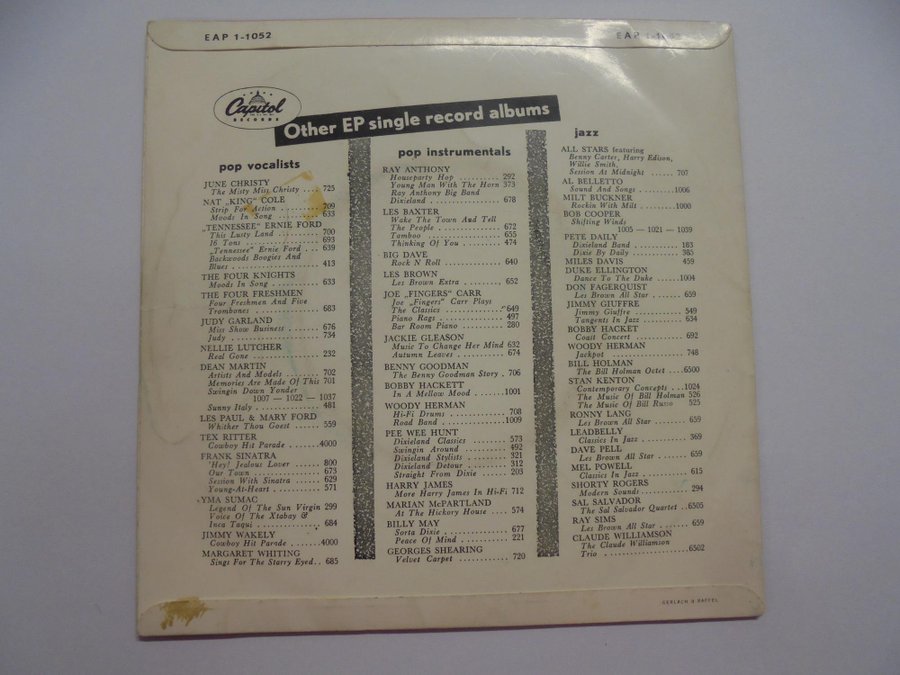 EAP 1-1052
EAP 1-1052
Capitol
RECORDS
Other EP single record albums
pop vocalists
JUNE CHRISTY
The Misty Miss Christy ... 725
NAT „KING" COLE
Strip For Action ......... 709
Moods In Song ......... 633
„TENNESSEE" ERNIE FORD
This Lusty Land ......... 700
16 Tons ................ 693
Tennessee" Ernie Ford ... 639
Backwoods Boogies And
Blues ................ 413
THE FOUR KNIGHTS
Moods In Song ......... 633
THE FOUR FRESHMEN
Four Freshmen And Five
Trombones ............ 683
JUDY GARLAND
Miss Show Business ...... 676
Judy .................. 734
NELLIE LUTCHER
Real Gone ............. 232
DEAN MARTIN
Artists And Models ....... 702
Memories Are Made Of This 701
Swingin Down Yonder
1007 — 1022 — 1037
Sunny Italy ............. 481
LES PAUL & MARY FORD
Whither Thou Goest ...... 559
TEX RITTER
Cowboy Hit Parade .......4000
FRANK SINATRA
'Hey! Jealous Lover ...... 800
Our Town .............. 673
Session With Sinatra ..... 629
Young-At-Heart ......... 571
YMA SUMAC
Legend Of The Sun Virgin 299
Voice Of The Xtabay &
Inca Taqui ............. 684
JIMMY WAKELY
Cowboy Hit Parade .......4000
MARGARET WHITING
Sings For The Starry Eyed.. 685
pop instrumentals
RAY ANTHONY
Houseparty Hop ........ 292
Young Man With The Horn 373
Ray Anthony Big Band
Dixieland .............. 678
LES BAXTER
Wake The Town And Tell
The People ............ 672
Tamboo ............... 655
Thinking Of You ........ 474
BIG DAVE
Rock N Roll ............ 640
LES BROWN
Les Brown Extra ........, 652
JOE „FINGERS" CARR
Joe „Fingers" Carr Plays
The Classics ............ 649
Piano Rags ............. 497
Bar Room Piano ........ 280
JACKIE GLEASON
Music To Change Her Mind 632
Autumn Leaves ......... 674
BENNY GOODMAN
The Benny Goodman Story . 706
BOBBY HACKETT
In A Mellow Mood .......1001
WOODY HERMAN
Hi-Fi Drums ........... 708
Road Band .............1009
PEE WEE HUNT
Dixieland Classics ....... 573
Swingin Around ......... 492
Dixieland Stylists ........ 321
Dixieland Detour ........ 312
Straight From Dixie ...... 203
HARRY JAMES
More Harry James In Hi-Fi 712
MARIAN McPARTLAND
At The Hickory House .... 574
BILLY MAY
Sorta Dixie ............. 677
Peace Of Mind .......... 221
GEORGES SHEARING
Velvet Carpet ........... 720
jazz
ALL STARS featuring
Benny Carter, Harry Edison,
Willie Smith,
Session At Midnight ...... 707
AL BELLETTO
Sound And Songs ........1006
MILT BUCKNER
Rockin With Milt .........1000
BOB COOPER
Shifting Winds
1005 — 1021 — 1039
PETE DAILY
Dixieland Band .......... 183
Dixie By Daily .......... 385
MILES DAVIS 459
DUKE ELLINGTON
Dance To The Duke .....1004
DON FAGERQUIST
Les Brown All Star ....... 659
JIMMY GIUFFRE
Jimmy Giuffre ........... 549
Tangents In Jazz ......... 634
BOBBY HACKET
Coast Concert ........... 692
WOODY HERMAN
Jackpot ................ 748
BILL HOLMAN
The Bill Holman Octet ....6500
STAN KENTON
Contemporary Concepts ..1024
The Music Of Bill Holman 526
The Music Of Bill Russo 525
RONNY LANG
Les Brown All Star ....... 659
LEADBELLY
Classics In Jazz ......... 369
DAVE PELL
Les Brown All Star ....... 659
MEL POWELL
Classics In Jazz ......... 615
SHORTY ROGERS
Modern Sounds .......... 294
SAL SALVADOR
The Sal Salvador Quartet ..6505
RAY SIMS
Les Brown All Star ....... 659
CLAUDE WILLIAMSON
The Claude Williamson
Trio ....................6502
GERLACH & RAFFEL